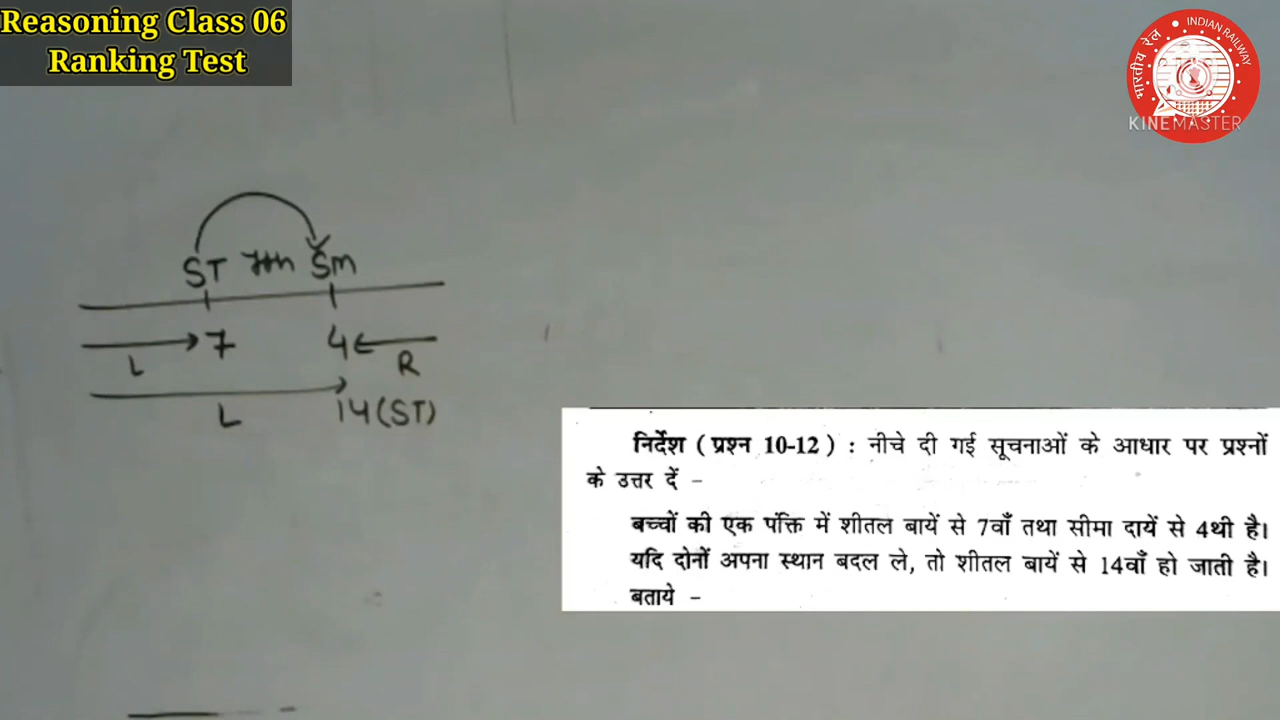 Reasoning Class 06
Ranking Test
भारतीय रेल INDIAN RAILWAY
KINEMASTER
ST Sm
7 4
L R
L 14(ST)
निर्देश ( प्रश्न 10-12 ) : नीचे दी गई सूचनाओं के आधार पर प्रश्नों
के उत्तर दें –
बच्चों की एक पंक्ति में शीतल बायें से 7वाँ तथा सीमा दायें से 4थी है।
यदि दोनों अपना स्थान बदल ले, तो शीतल बायें से 14वाँ हो जाती है।
बताये –